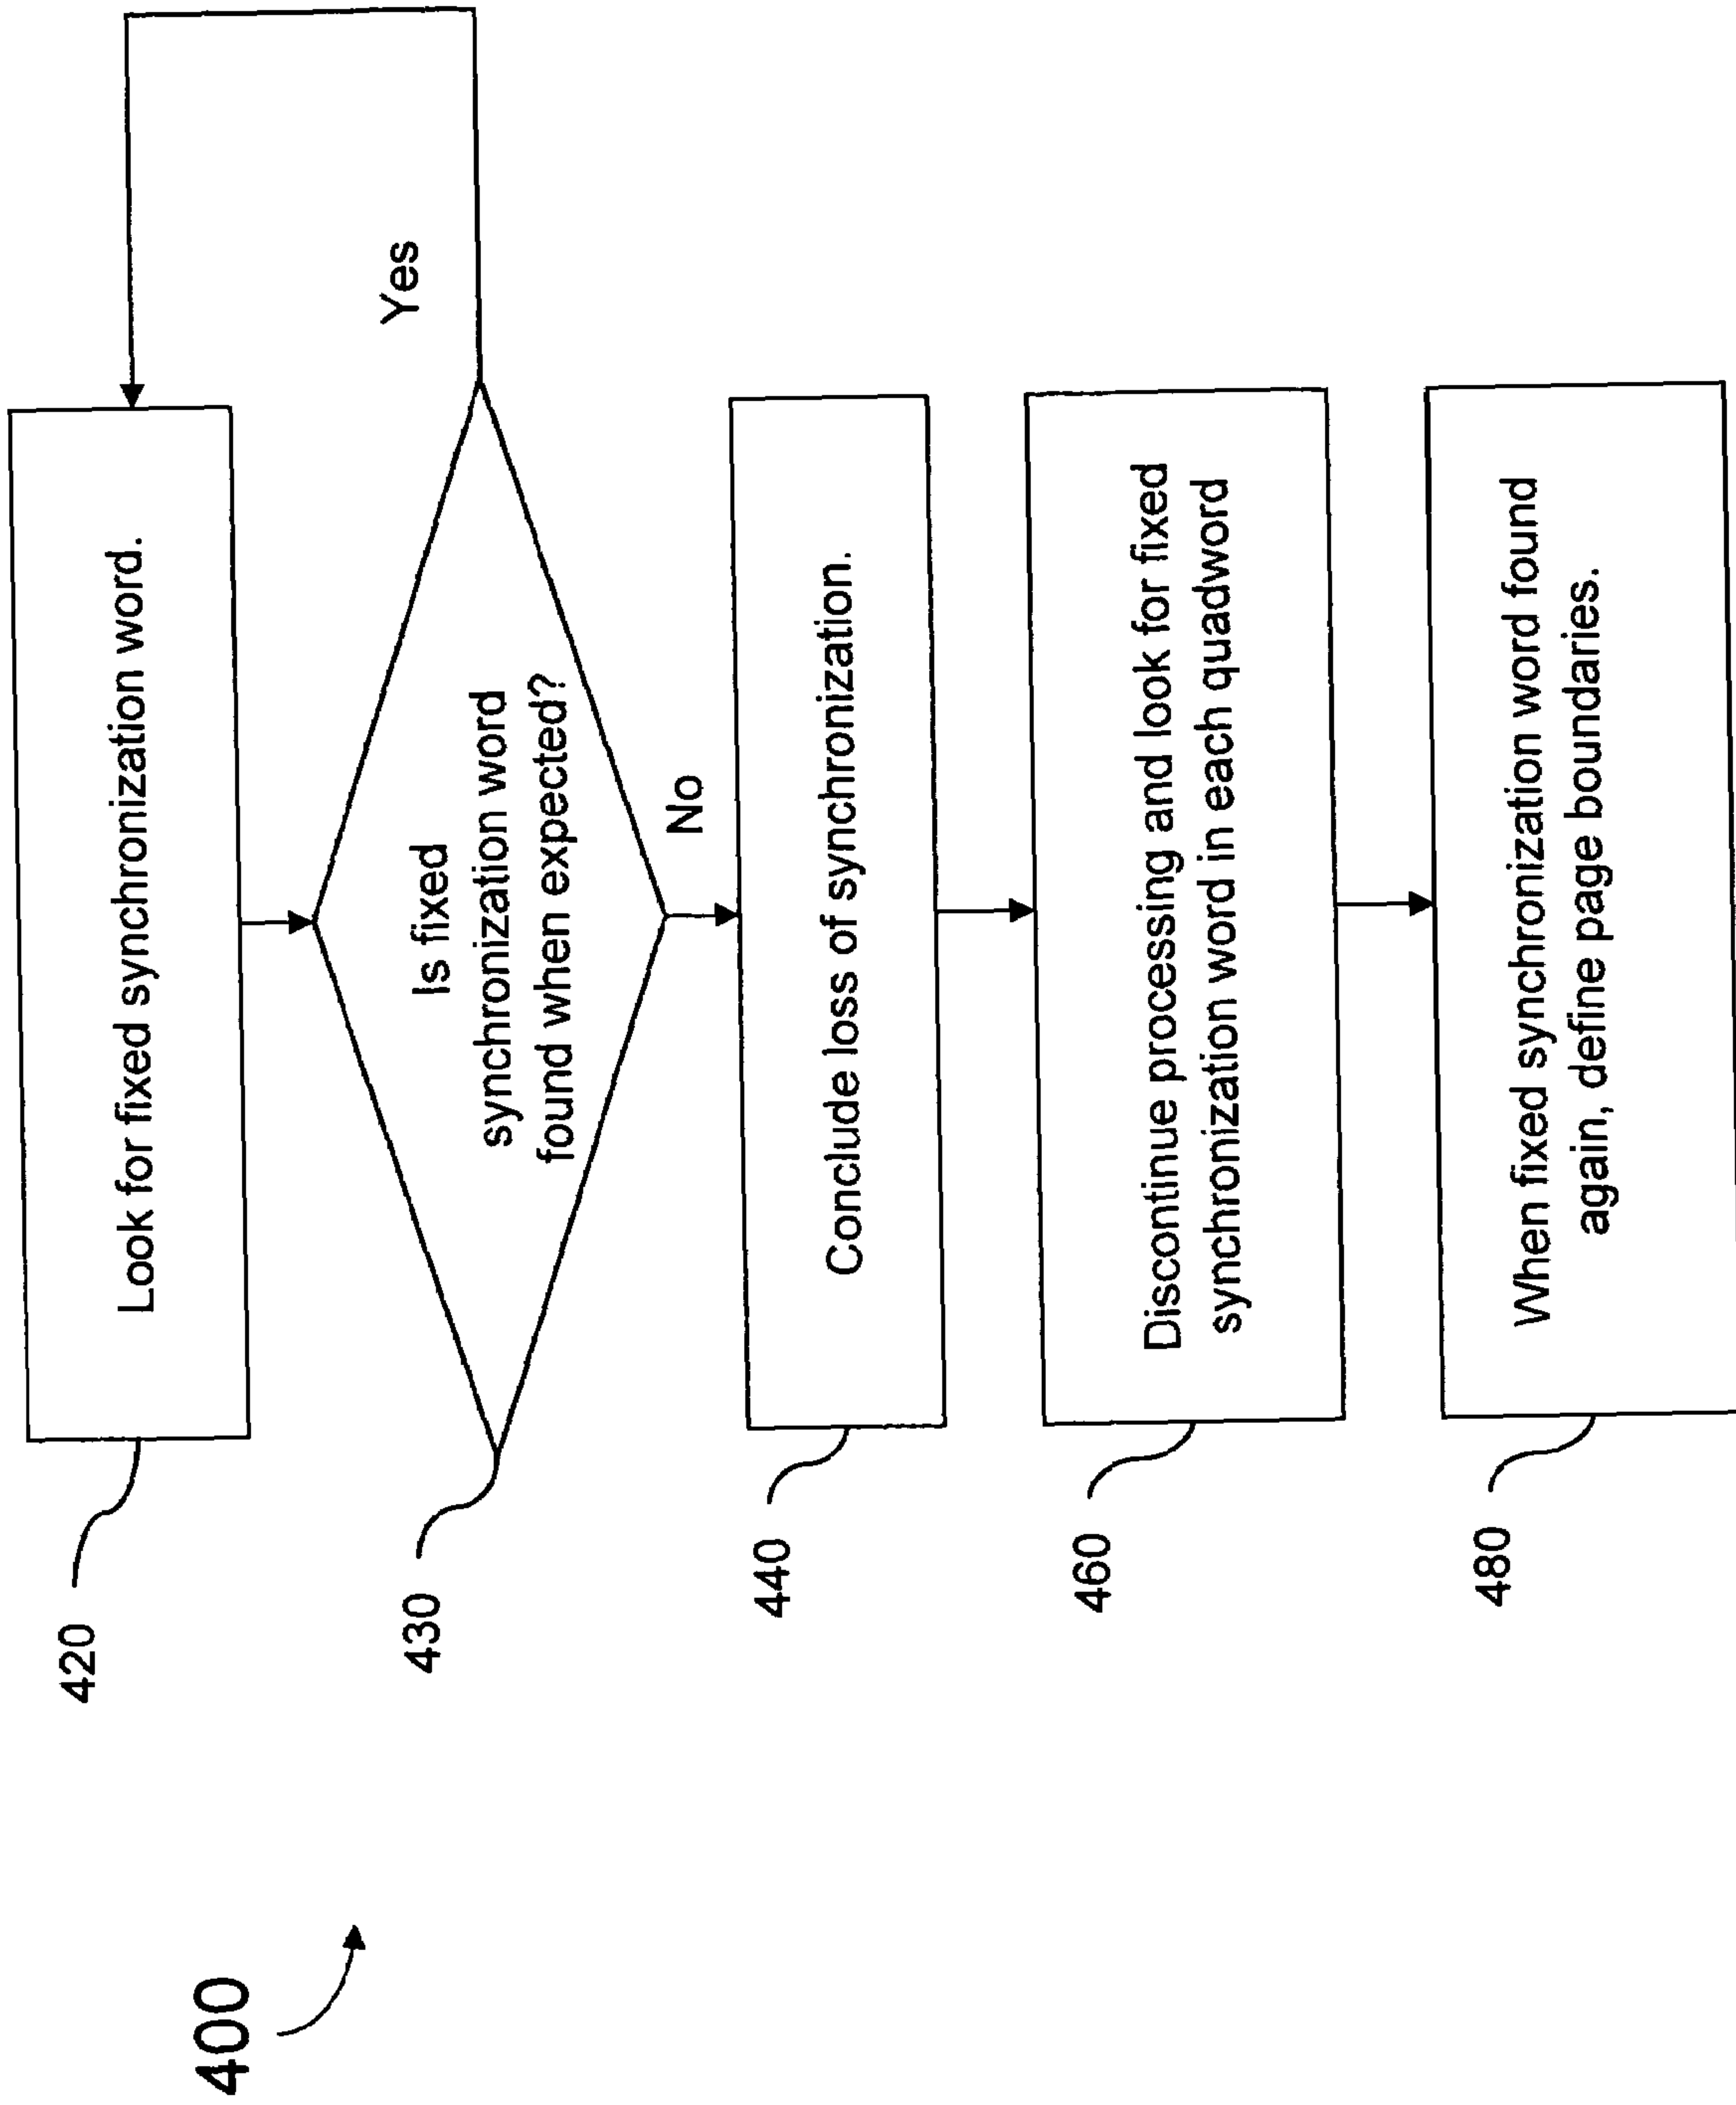 400
420
Look for fixed synchronization word.
430
Is fixed
synchronization word
found when expected?
Yes
No
440
Conclude loss of synchronization.
460
Discontinue processing and look for fixed
synchronization word in each quadword
480
When fixed synchronization word found
again, define page boundaries.